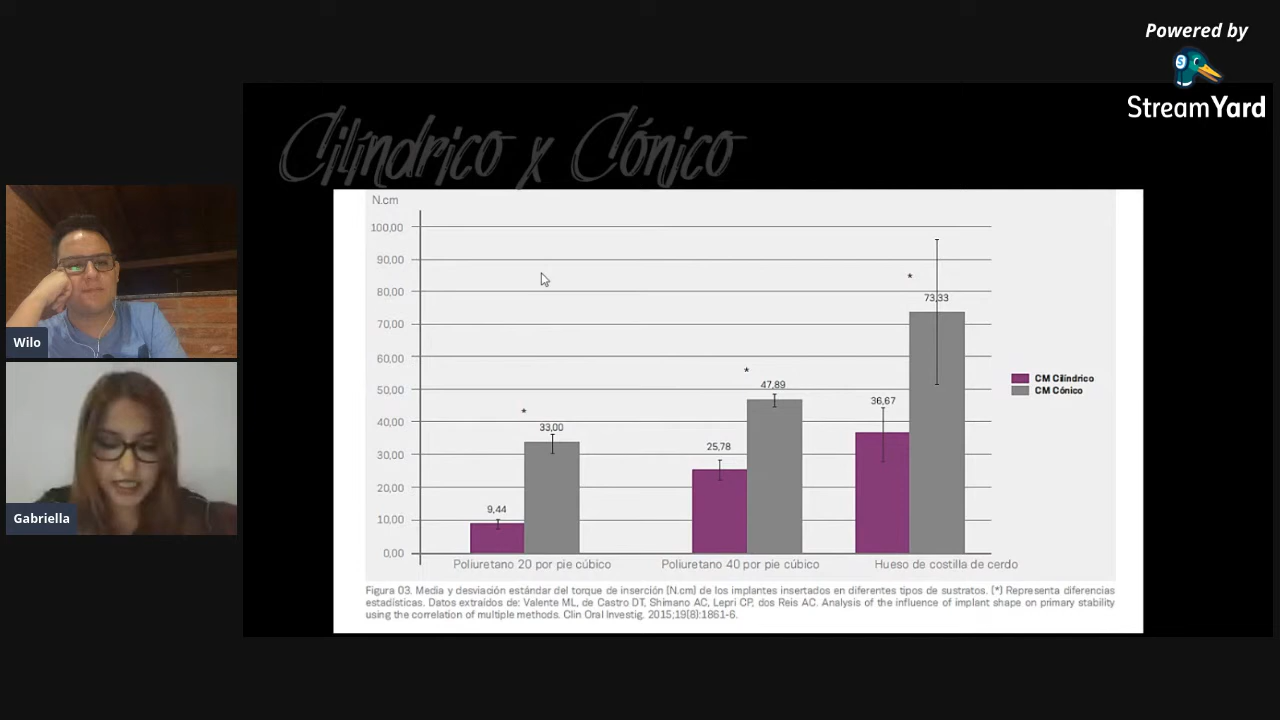 Powered by
StreamYard
Cilíndrico x Cónico
N.cm
100,00
90,00
80,00
70,00
60,00
50,00
40,00
30,00
20,00
10,00
0,00
*
9,44
33,00
*
25,78
47,89
*
36,67
73,33
CM Cilíndrico
CM Cónico
Poliuretano 20 por pie cúbico
Poliuretano 40 por pie cúbico
Hueso de costilla de cerdo
Figura 03. Media y desviación estándar del torque de inserción (N.cm) de los implantes insertados en diferentes tipos de sustratos. (*) Representa diferencias
estadísticas. Datos extraídos de: Valente ML, de Castro DT, Shimano AC, Lepri CP, dos Reis AC. Analysis of the influence of implant shape on primary stability
using the correlation of multiple methods. Clin Oral Investig. 2015;19(8):1861-6.
Wilo
Gabriella